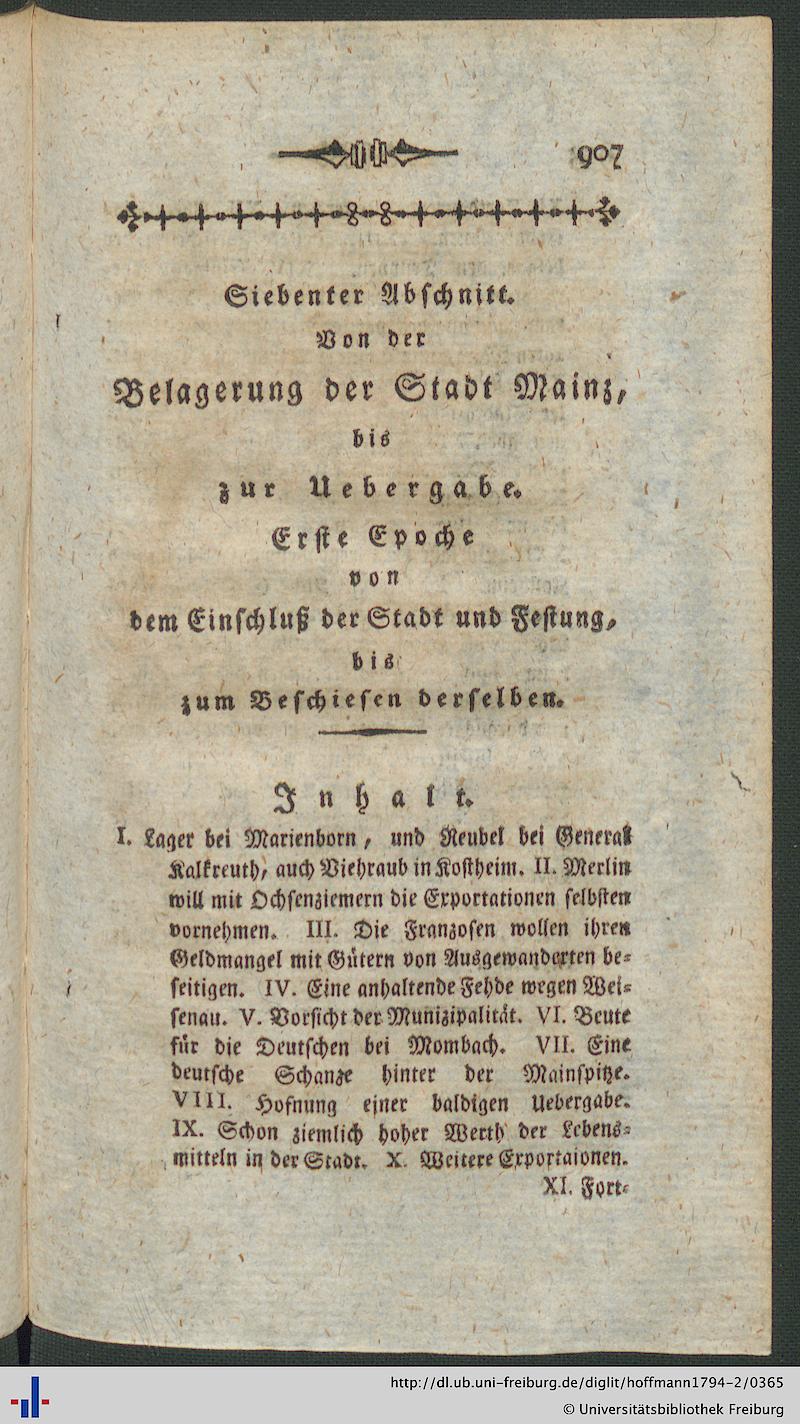 907
Siebenter Abschnitt.
Von der
Belagerung der Stadt Mainz,
bis
zur Uebergabe.
Erste Epoche
von
dem Einschluß der Stadt und Festung,
bis
zum Beschiesen derselben.
Inhalt.
I. Lager bei Marienborn, und Reubel bei General
Kalkreuth, auch Viehraub in Kostheim. II. Merlin
will mit Ochsenziemern die Exportationen selbsten
vornehmen. III. Die Franzosen wollen ihren
Geldmangel mit Gütern von Ausgewanderten be=
seitigen. IV. Eine anhaltende Fehde wegen Wei=
senau. V. Vorsicht der Munizipalität. VI. Beute
für die Deutschen bei Mombach. VII. Eine
deutsche Schanze hinter der Mainspitze.
VIII. Hofnung einer baldigen Uebergabe.
IX. Schon ziemlich hoher Werth der Lebens=
mitteln in der Stadt. X. Weitere Exportaionen.
XI. Fort=
http://dl.ub.uni-freiburg.de/diglit/hoffmann1794-2/0365
© Universitätsbibliothek Freiburg